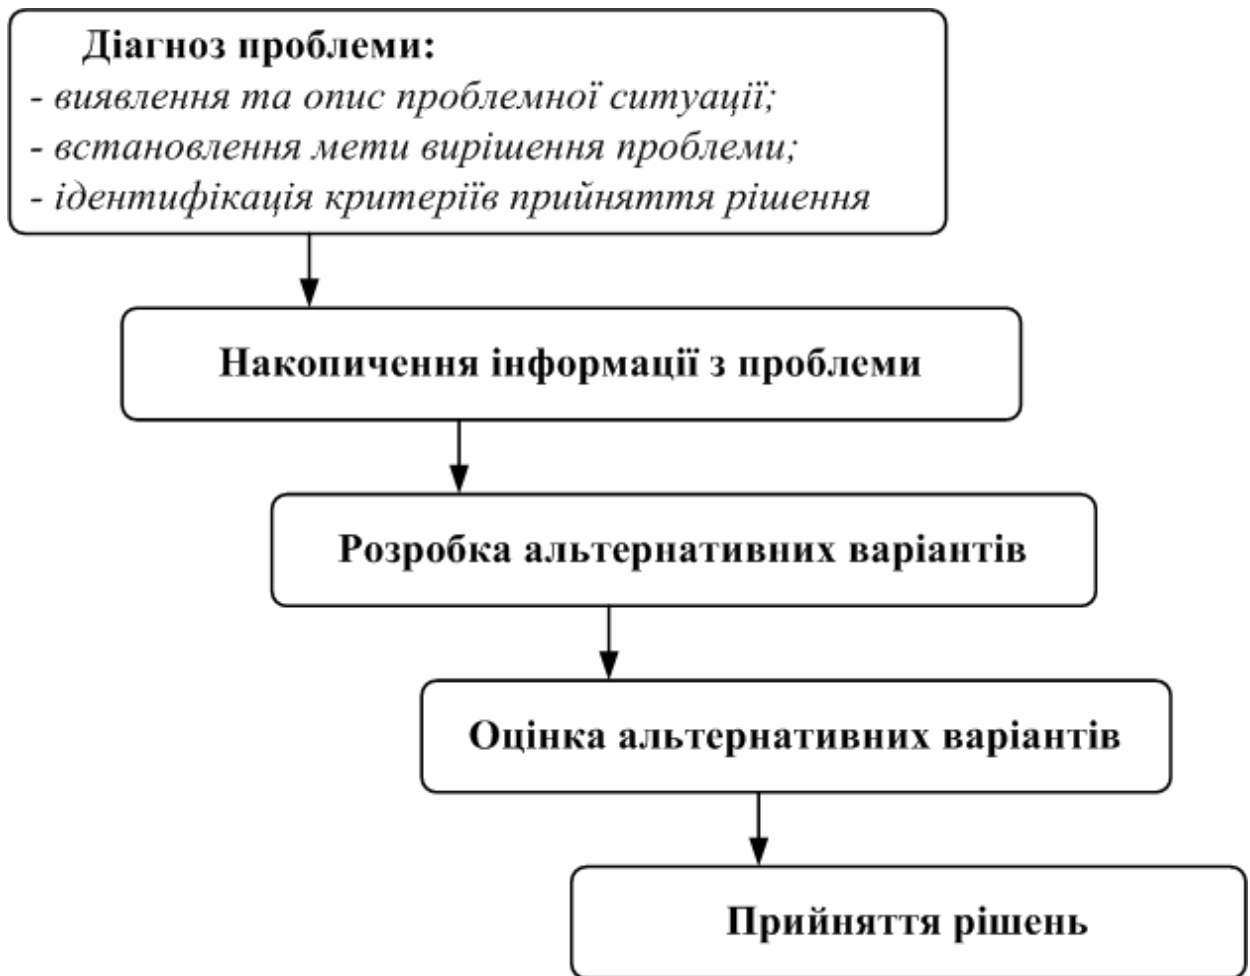 Діагноз проблеми:
- виявлення та опис проблемної ситуації;
- встановлення мети вирішення проблеми;
- ідентифікація критеріїв прийняття рішення
Накопичення інформації з проблеми
Розробка альтернативних варіантів
Оцінка альтернативних варіантів
Прийняття рішень